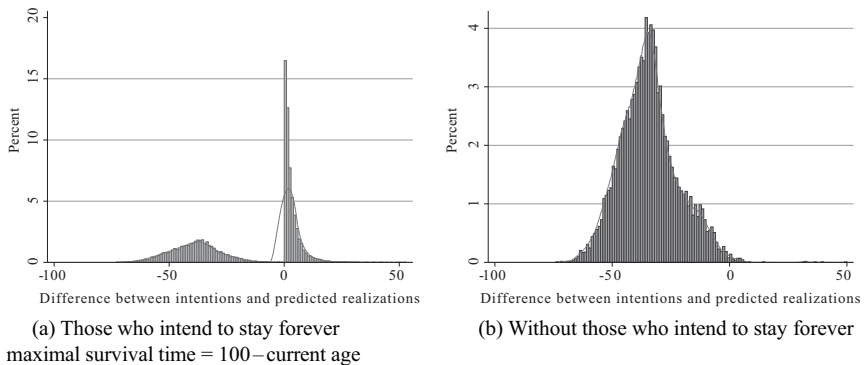 20
15
10
5
0
Percent
-100 -50 0 50
Difference between intentions and predicted realizations
(a) Those who intend to stay forever
maximal survival time = 100–current age
4
3
2
1
0
Percent
-100 -50 0 50
Difference between intentions and predicted realizations
(b) Without those who intend to stay forever